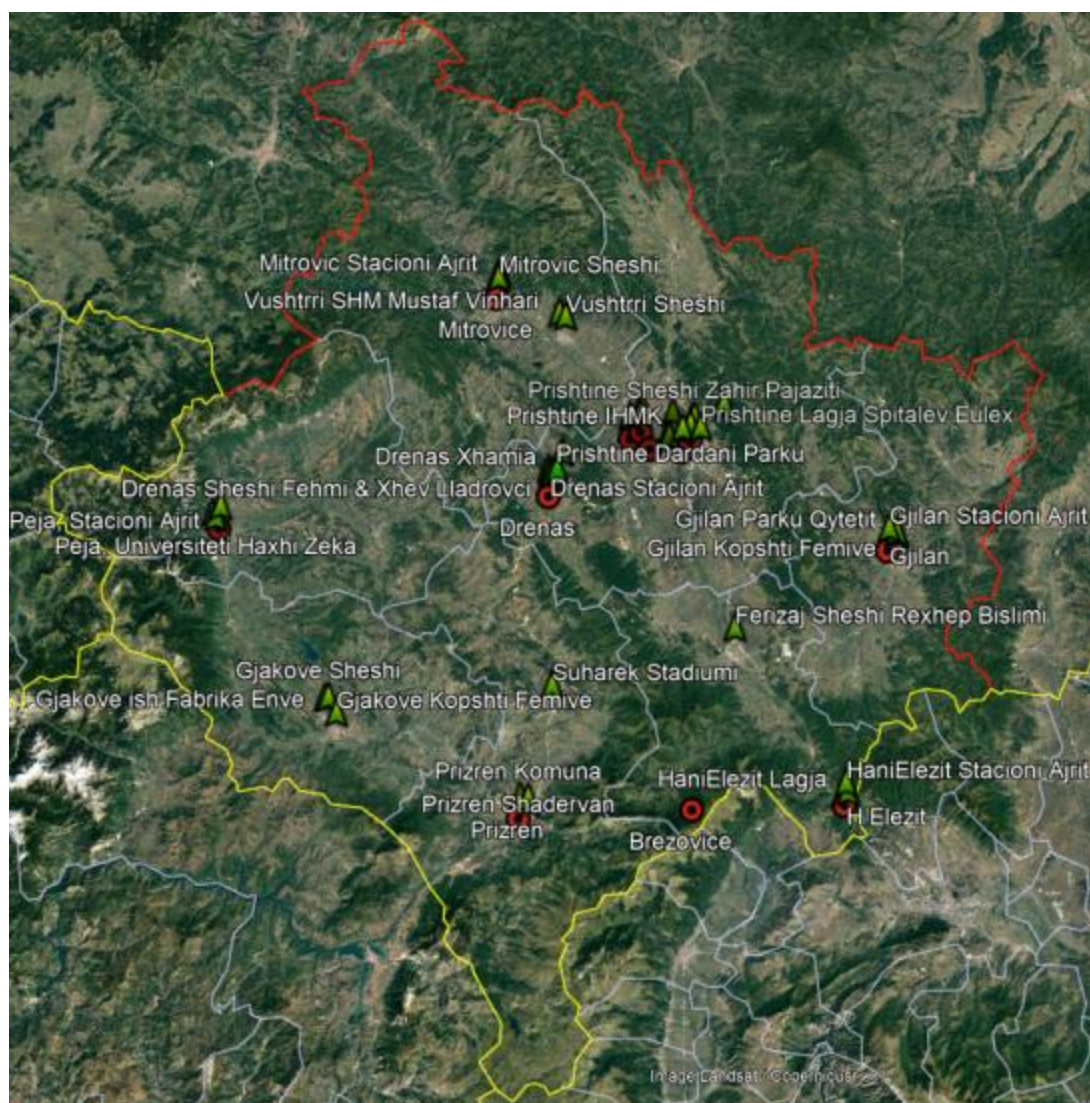 Mitrovic Stacioni Ajrit
Mitrovic Sheshi
Vushtrri SHM Mustaf Vinhari
Vushtrri Sheshi
Mitrovice
Prishtine Sheshi Zahir Pajaziti
Prishtine IHMK
Prishtine Lagja Spitalev Eulex
Drenas Xhamia
Prishtine Dardani Parku
Drenas Sheshi Fehmi & Xhev Lladrovci
Drenas Stacioni Ajrit
Drenas
Peja, Stacioni Ajrit
Peja, Universiteti Haxhi Zeka
Gjilan Parku Qytetit
Gjilan Stacioni Ajrit
Gjilan Kopshti Femive
Gjilan
Ferizaj Sheshi Rexhep Bislimi
Gjakove Sheshi
Suharek Stadiumi
Gjakove ish Fabrika Enve
Gjakove Kopshti Femive
Prizren Komuna
HaniElezit Lagja
HaniElezit Stacioni Ajrit
Prizren Shadervan
H Elezit
Prizren
Brezovice
Image Landsat / Copernicus